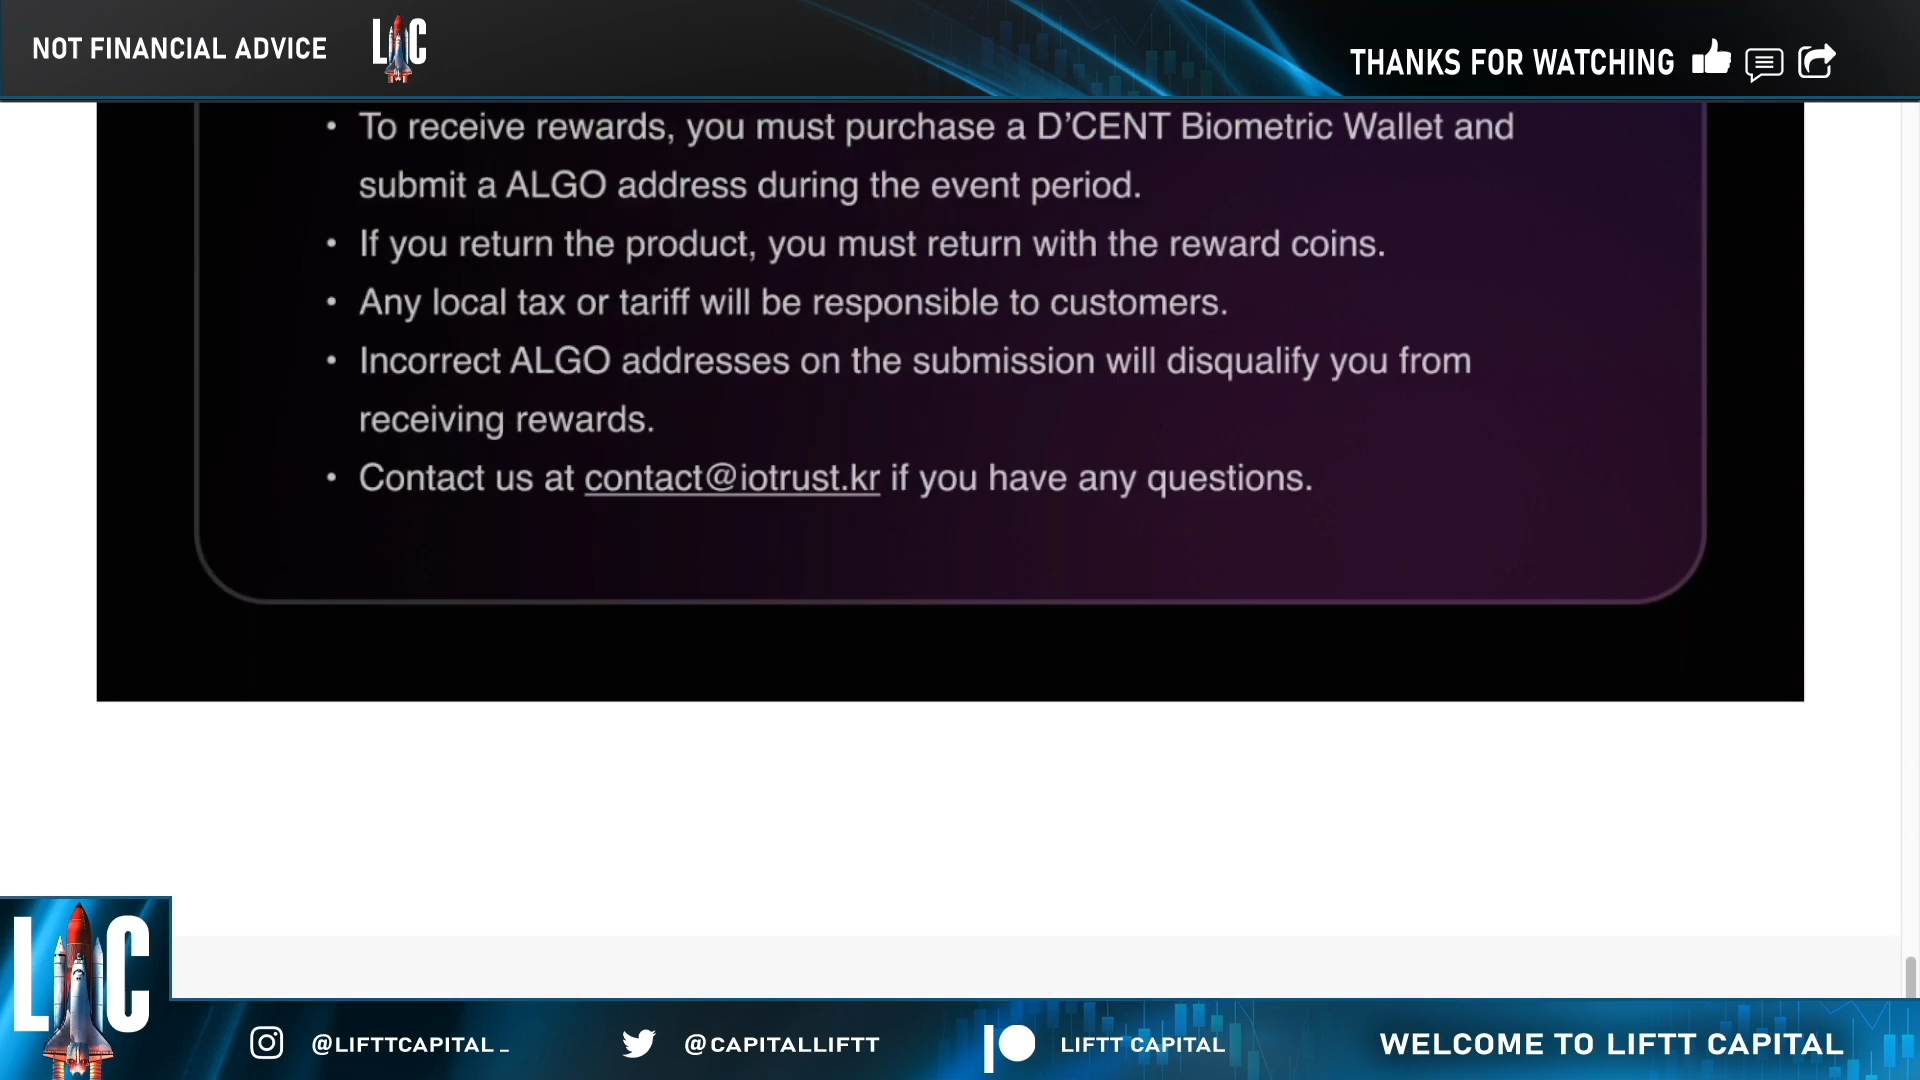 NOT FINANCIAL ADVICE
LC
THANKS FOR WATCHING
• To receive rewards, you must purchase a D’CENT Biometric Wallet and
submit a ALGO address during the event period.
• If you return the product, you must return with the reward coins.
• Any local tax or tariff will be responsible to customers.
• Incorrect ALGO addresses on the submission will disqualify you from
receiving rewards.
• Contact us at contact@iotrust.kr if you have any questions.
LC
@LIFTTCAPITAL_
@CAPITALLIFTT
LIFTT CAPITAL
WELCOME TO LIFTT CAPITAL